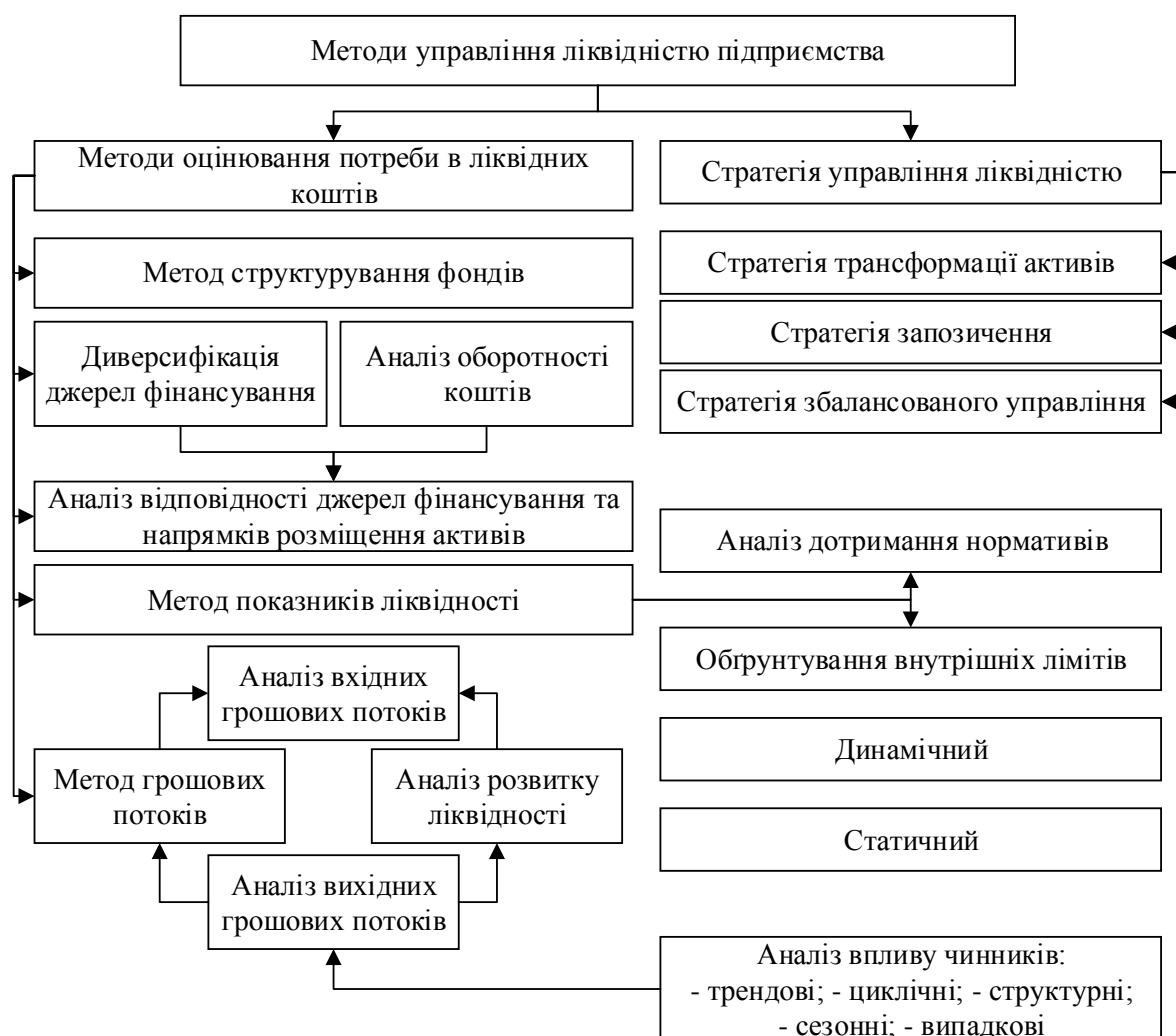 Методи управління ліквідністю підприємства
Методи оцінювання потреби в ліквідних
коштів
Стратегія управління ліквідністю
Метод структурування фондів
Стратегія трансформації активів
Стратегія запозичення
Диверсифікація
джерел фінансування
Аналіз оборотності
коштів
Стратегія збалансованого управління
Аналіз відповідності джерел фінансування та
напрямків розміщення активів
Аналіз дотримання нормативів
Метод показників ліквідності
Обґрунтування внутрішніх лімітів
Аналіз вхідних
грошових потоків
Динамічний
Метод грошових
потоків
Аналіз розвитку
ліквідності
Статичний
Аналіз вихідних
грошових потоків
Аналіз впливу чинників:
- трендові; - циклічні; - структурні;
- сезонні; - випадкові